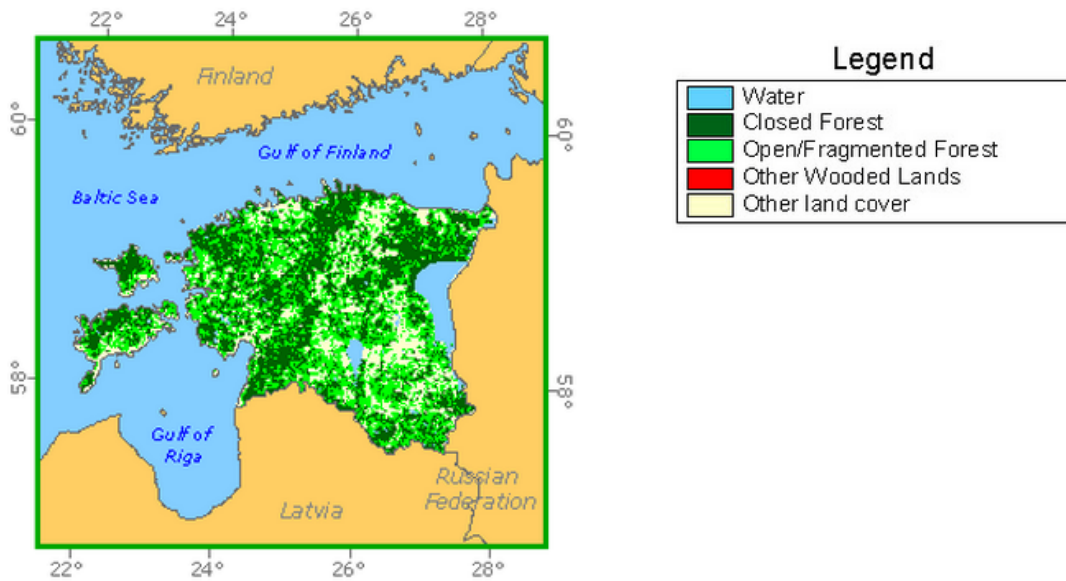 22° 24° 26° 28°
Finland
60°
60°
Gulf of Finland
Baltic Sea
58°
58°
Gulf of
Riga
Russian
Federation
Latvia
22° 24° 26° 28°
Legend
Water
Closed Forest
Open/Fragmented Forest
Other Wooded Lands
Other land cover